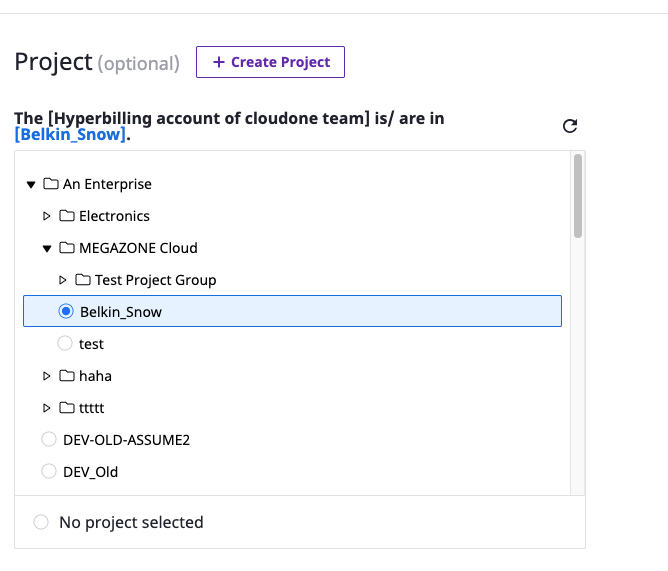 Project (optional) + Create Project
The [Hyperbilling account of cloudone team] is/ are in
[Belkin_Snow].
An Enterprise
Electronics
MEGAZONE Cloud
Test Project Group
Belkin_Snow
test
haha
ttttt
DEV-OLD-ASSUME2
DEV_Old
No project selected